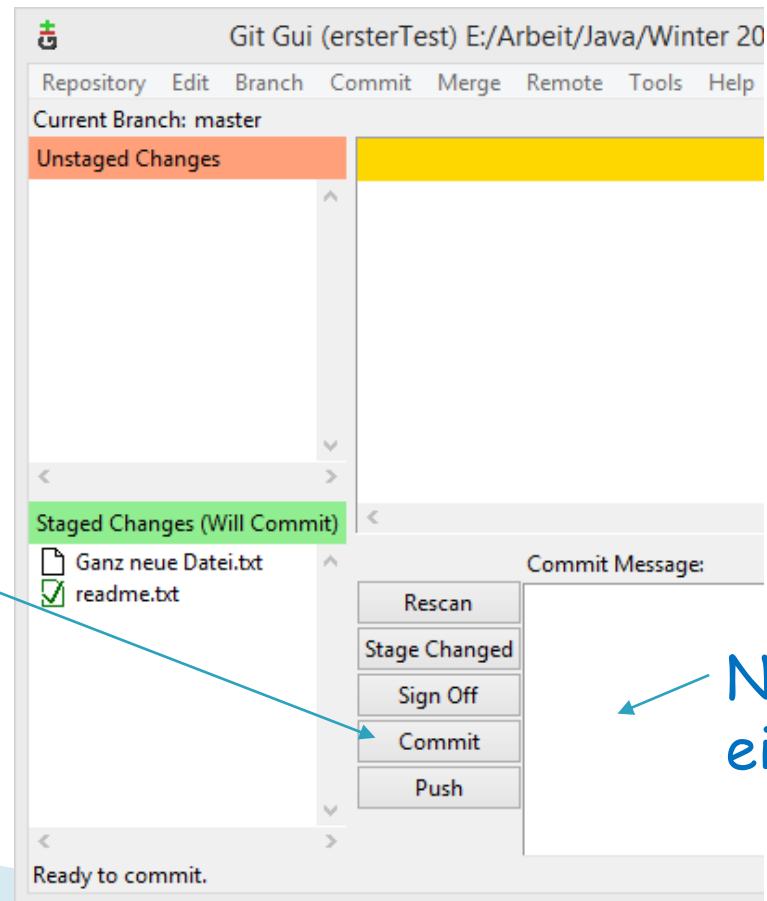 Git Gui (ersterTest) E:/Arbeit/Java/Winter 20
Repository Edit Branch Commit Merge Remote Tools Help
Current Branch: master
Unstaged Changes
Staged Changes (Will Commit)
Ganz neue Datei.txt
readme.txt
Commit Message:
Rescan
Stage Changed
Sign Off
Commit
Push
N
ei
Ready to commit.